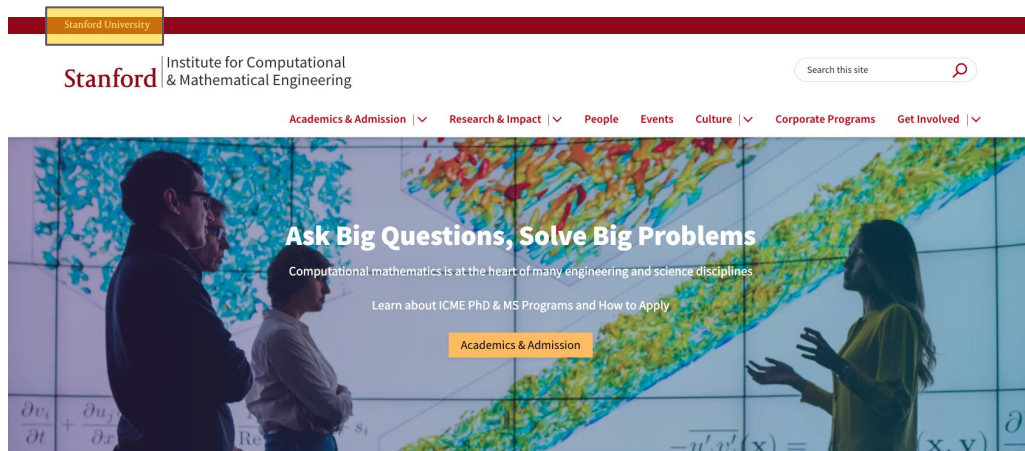 Stanford University
Stanford
Institute for Computational
& Mathematical Engineering
Search this site
Academics & Admission
Research & Impact
People
Events
Culture
Corporate Programs
Get Involved
Ask Big Questions, Solve Big Problems
Computational mathematics is at the heart of many engineering and science disciplines
Learn about ICME PhD & MS Programs and How to Apply
Academics & Admission